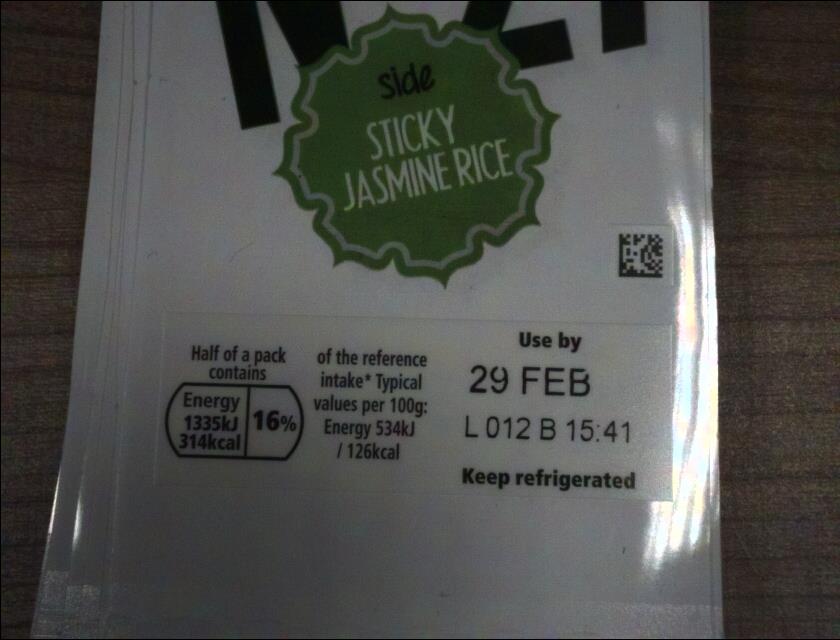 side
STICKY
JASMINE RICE
Half of a pack
contains
Energy
1335kJ
314kcal
16%
of the reference
intake* Typical
values per 100g:
Energy 534kJ
/ 126kcal
Use by
29 FEB
L 012 B 15:41
Keep refrigerated